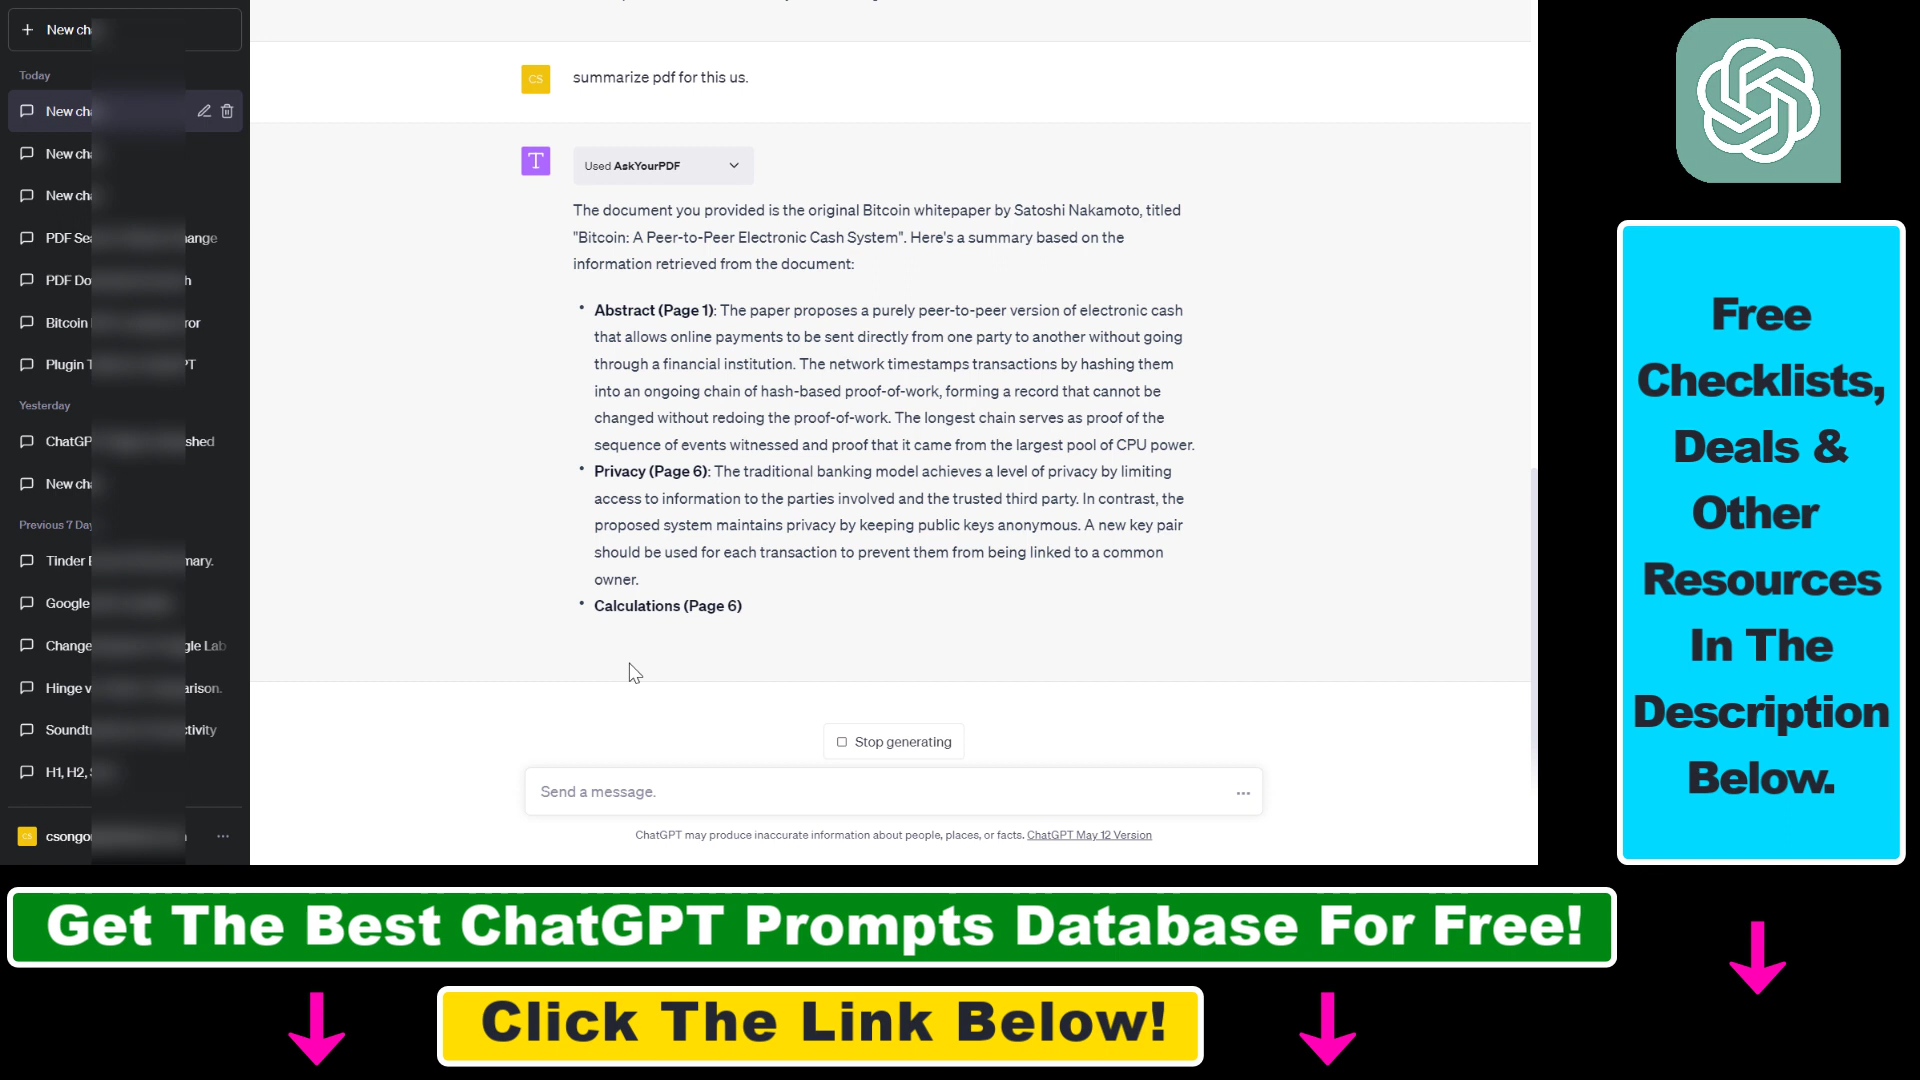 New ch
Today
New cha
New cha
New cha
PDF Se ange
PDF Do h
Bitcoin ror
Plugin T PT
Yesterday
ChatGP shed
New cha
Previous 7 Day
Tinder mary.
Google
Change gle Lab
Hinge v rison.
Soundt tivity
H1, H2,
CS csongo
CS summarize pdf for this us.
T Used AskYourPDF
The document you provided is the original Bitcoin whitepaper by Satoshi Nakamoto, titled
"Bitcoin: A Peer-to-Peer Electronic Cash System". Here's a summary based on the
information retrieved from the document:
• Abstract (Page 1): The paper proposes a purely peer-to-peer version of electronic cash
that allows online payments to be sent directly from one party to another without going
through a financial institution. The network timestamps transactions by hashing them
into an ongoing chain of hash-based proof-of-work, forming a record that cannot be
changed without redoing the proof-of-work. The longest chain serves as proof of the
sequence of events witnessed and proof that it came from the largest pool of CPU power.
• Privacy (Page 6): The traditional banking model achieves a level of privacy by limiting
access to information to the parties involved and the trusted third party. In contrast, the
proposed system maintains privacy by keeping public keys anonymous. A new key pair
should be used for each transaction to prevent them from being linked to a common
owner.
• Calculations (Page 6)
Stop generating
Send a message.
ChatGPT may produce inaccurate information about people, places, or facts. ChatGPT May 12 Version
Free
Checklists,
Deals &
Other
Resources
In The
Description
Below.
Get The Best ChatGPT Prompts Database For Free!
Click The Link Below!